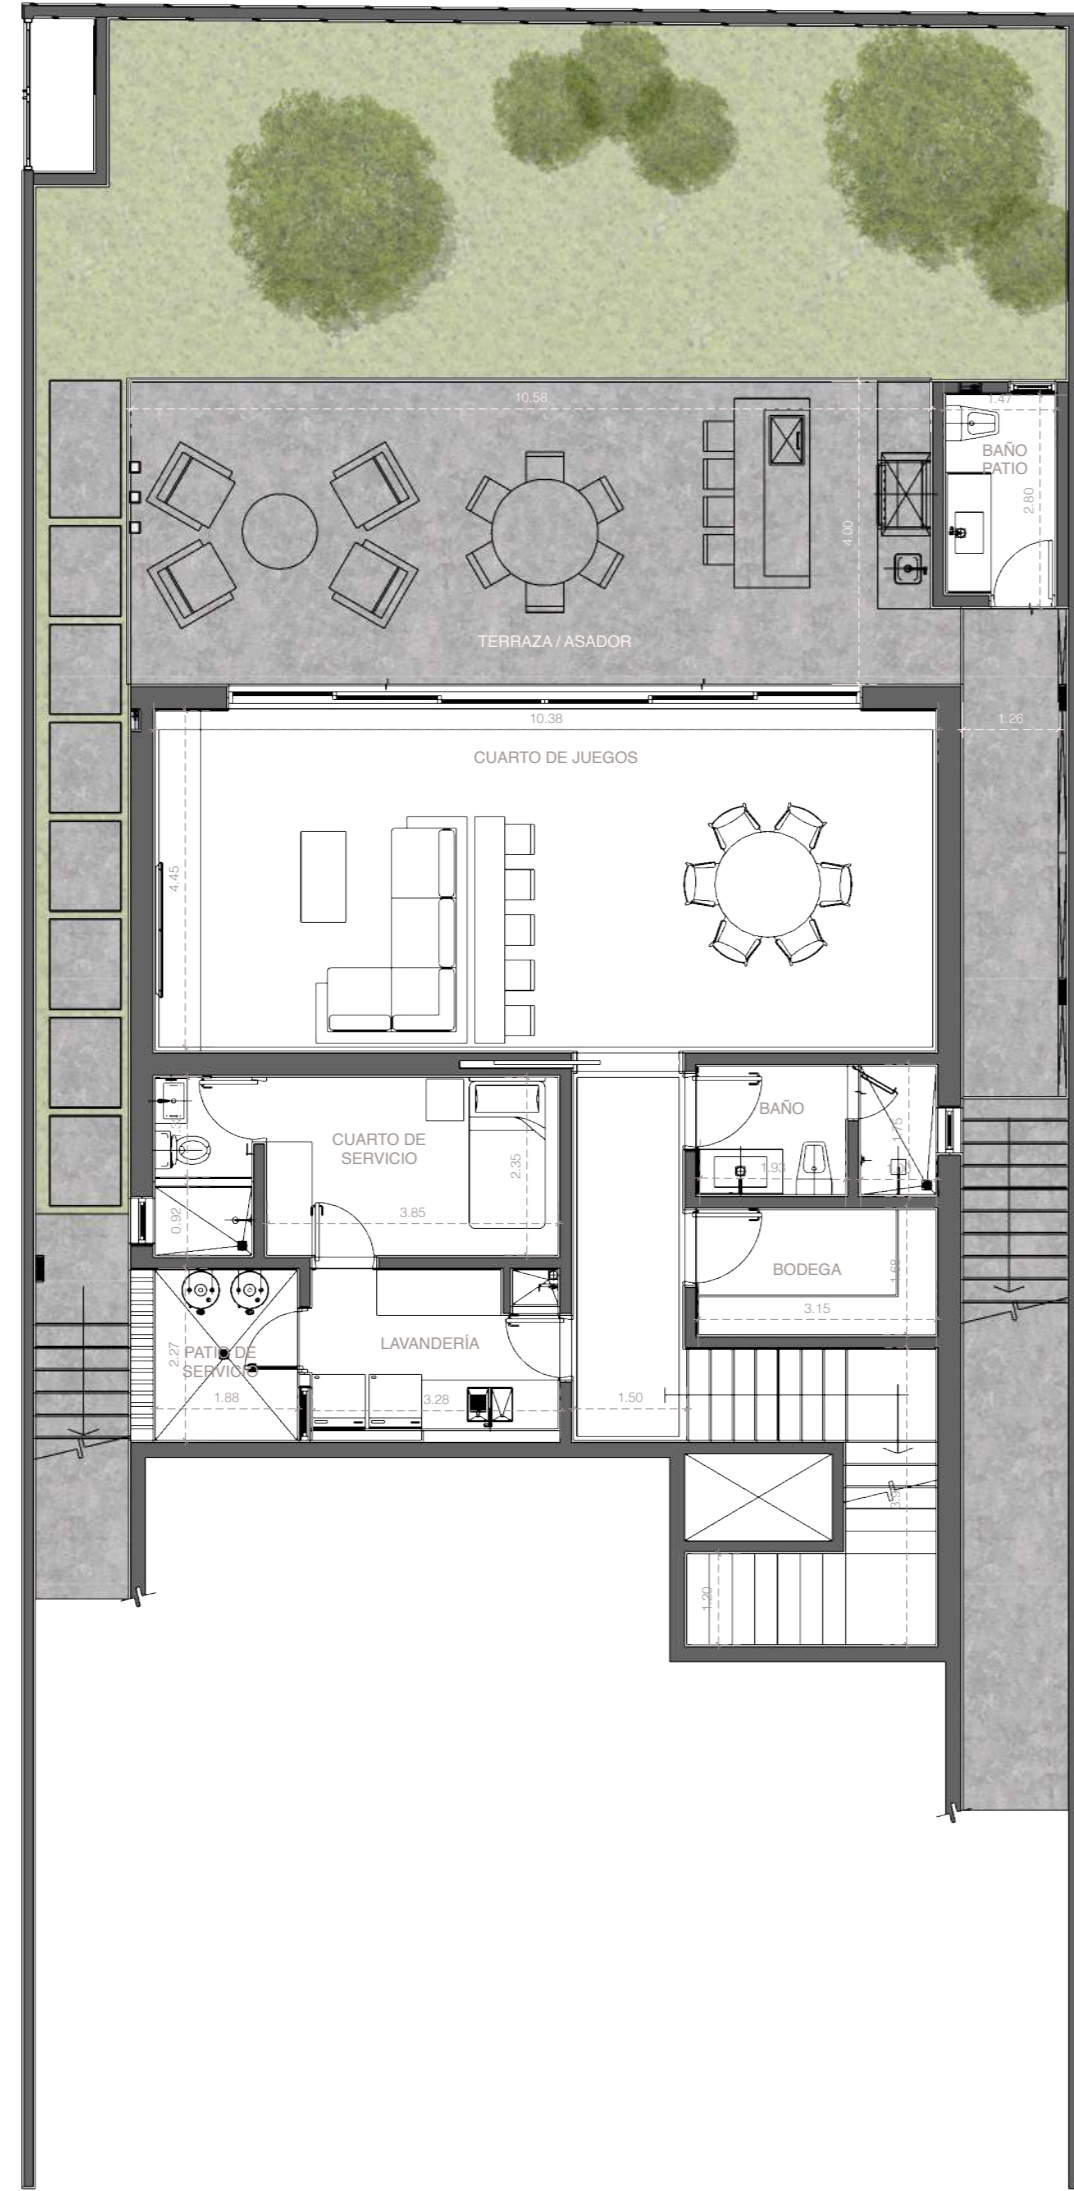 10.58
1.47
BAÑO
PATIO
2.80
4.00
TERRAZA / ASADOR
10.38
1.26
CUARTO DE JUEGOS
4.45
BAÑO
1.75
1.93
CUARTO DE
SERVICIO
2.35
3.85
0.92
BODEGA
1.68
3.15
LAVANDERÍA
PATIO DE
SERVICIO
2.27
1.88
3.28
1.50
1.20